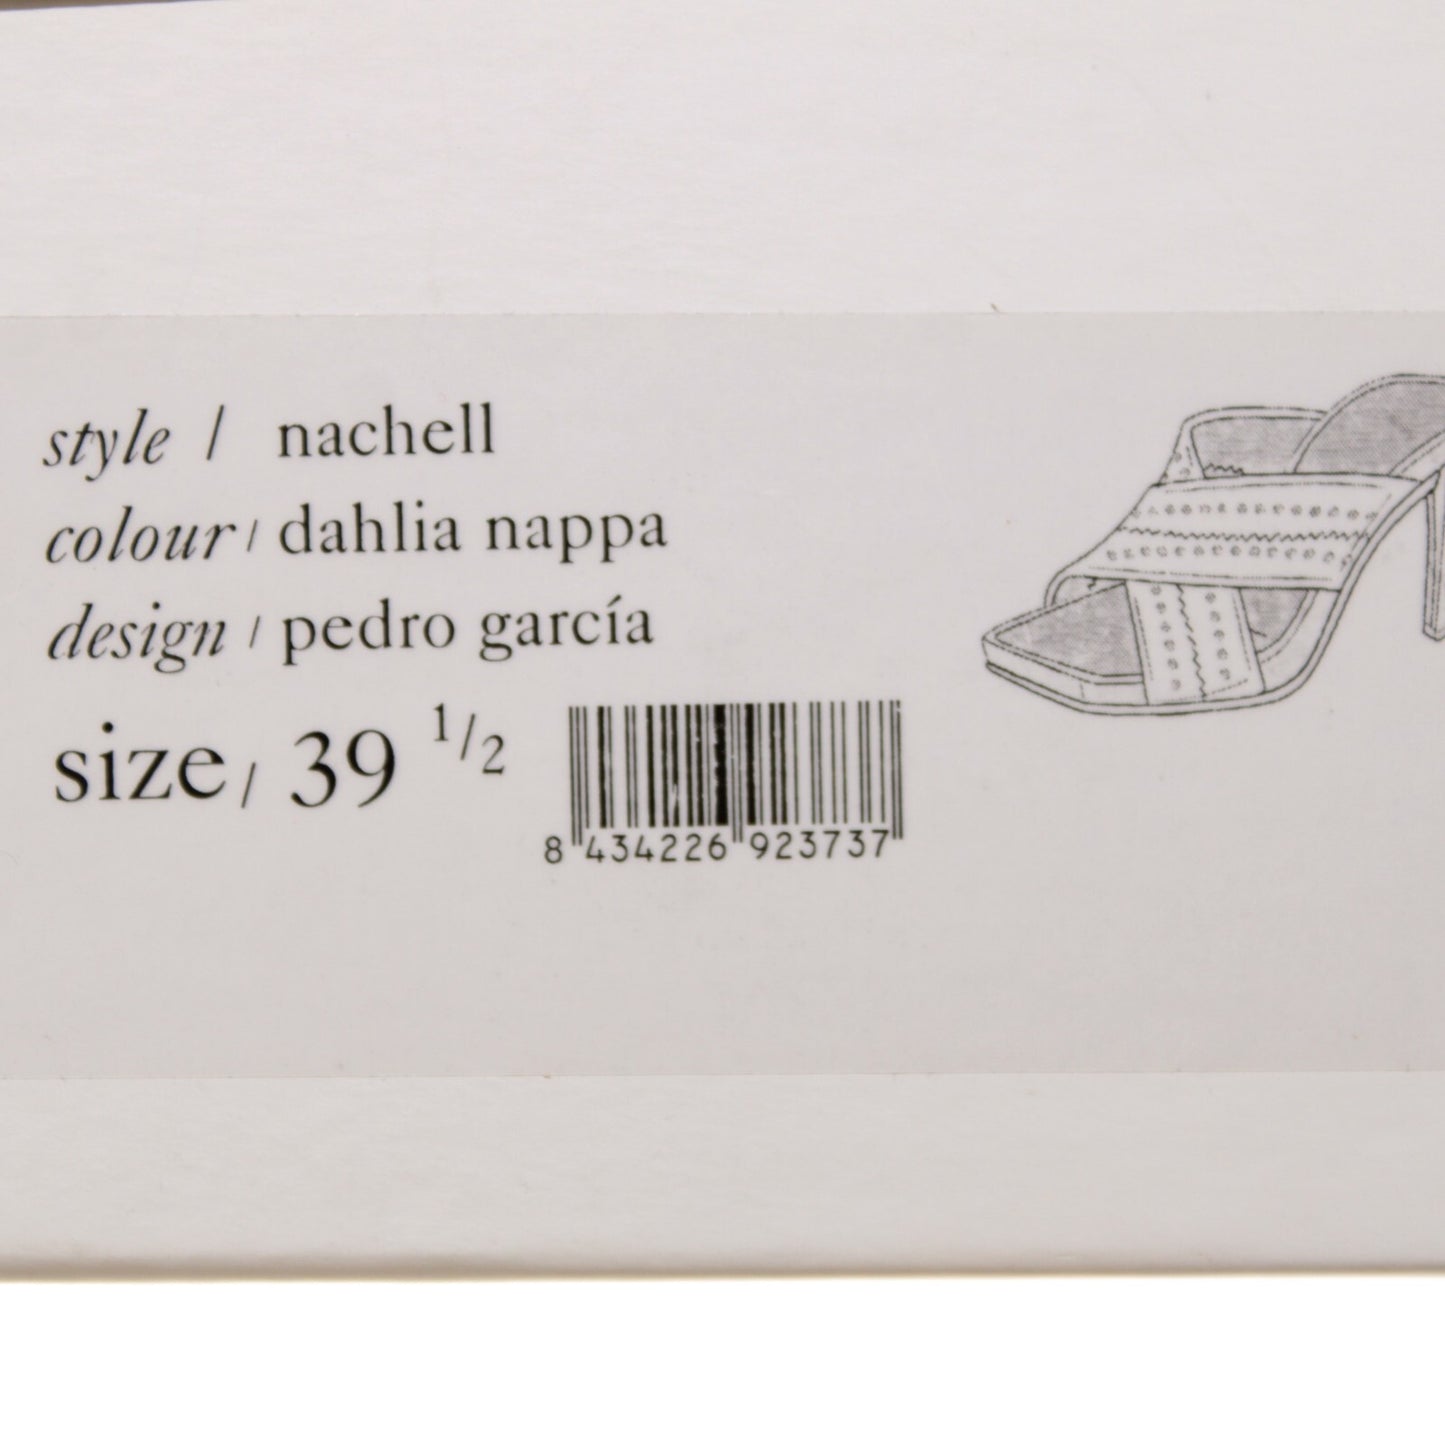 style / nachell
colour / dahlia nappa
design / pedro garcía
size / 39 1/2
8 434226 923737